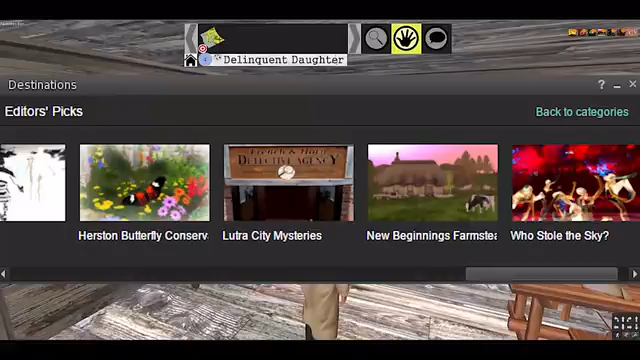 Delinquent Daughter
Destinations
?
Editors' Picks
Back to categories
DETECTIVE AGENCY
Herston Butterfly Conserv
Lutra City Mysteries
New Beginnings Farmstea
Who Stole the Sky?